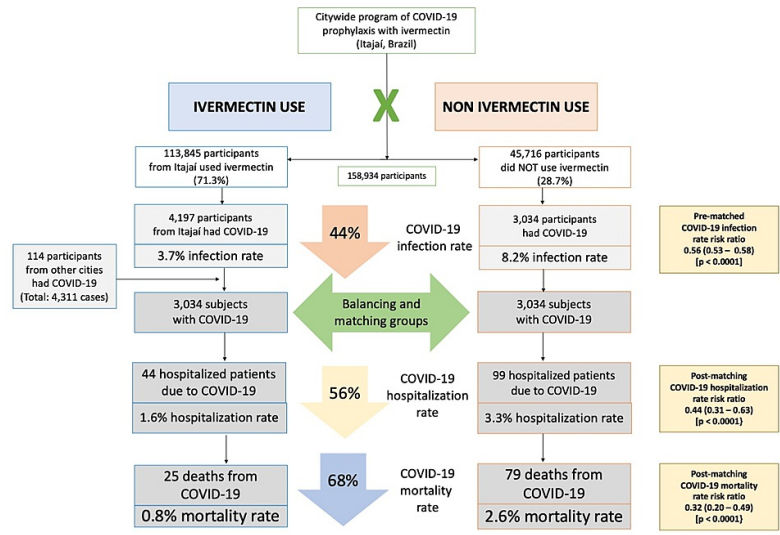 Citywide program of COVID-19
prophylaxis with ivermectin
(Itajaí, Brazil)
IVERMECTIN USE
X
NON IVERMECTIN USE
113,845 participants
from Itajaí used ivermectin
(71.3%)
158,934 participants
45,716 participants
did NOT use ivermectin
(28.7%)
4,197 participants
from Itajaí had COVID-19
3.7% infection rate
44%
COVID-19
infection rate
3,034 participants
had COVID-19
8.2% infection rate
Pre-matched
COVID-19 infection
rate risk ratio
0.56 (0.53 – 0.58)
[p < 0.0001]
114 participants
from other cities
had COVID-19
(Total: 4,311 cases)
3,034 subjects
with COVID-19
Balancing and
matching groups
3,034 subjects
with COVID-19
44 hospitalized patients
due to COVID-19
1.6% hospitalization rate
56%
COVID-19
hospitalization
rate
99 hospitalized patients
due to COVID-19
3.3% hospitalization rate
Post-matching
COVID-19 hospitalization
rate risk ratio
0.44 (0.31 – 0.63)
[p < 0.0001}
25 deaths from
COVID-19
0.8% mortality rate
68%
COVID-19
mortality
rate
79 deaths from
COVID-19
2.6% mortality rate
Post-matching
COVID-19 mortality
rate risk ratio
0.32 (0.20 – 0.49)
[p < 0.0001}